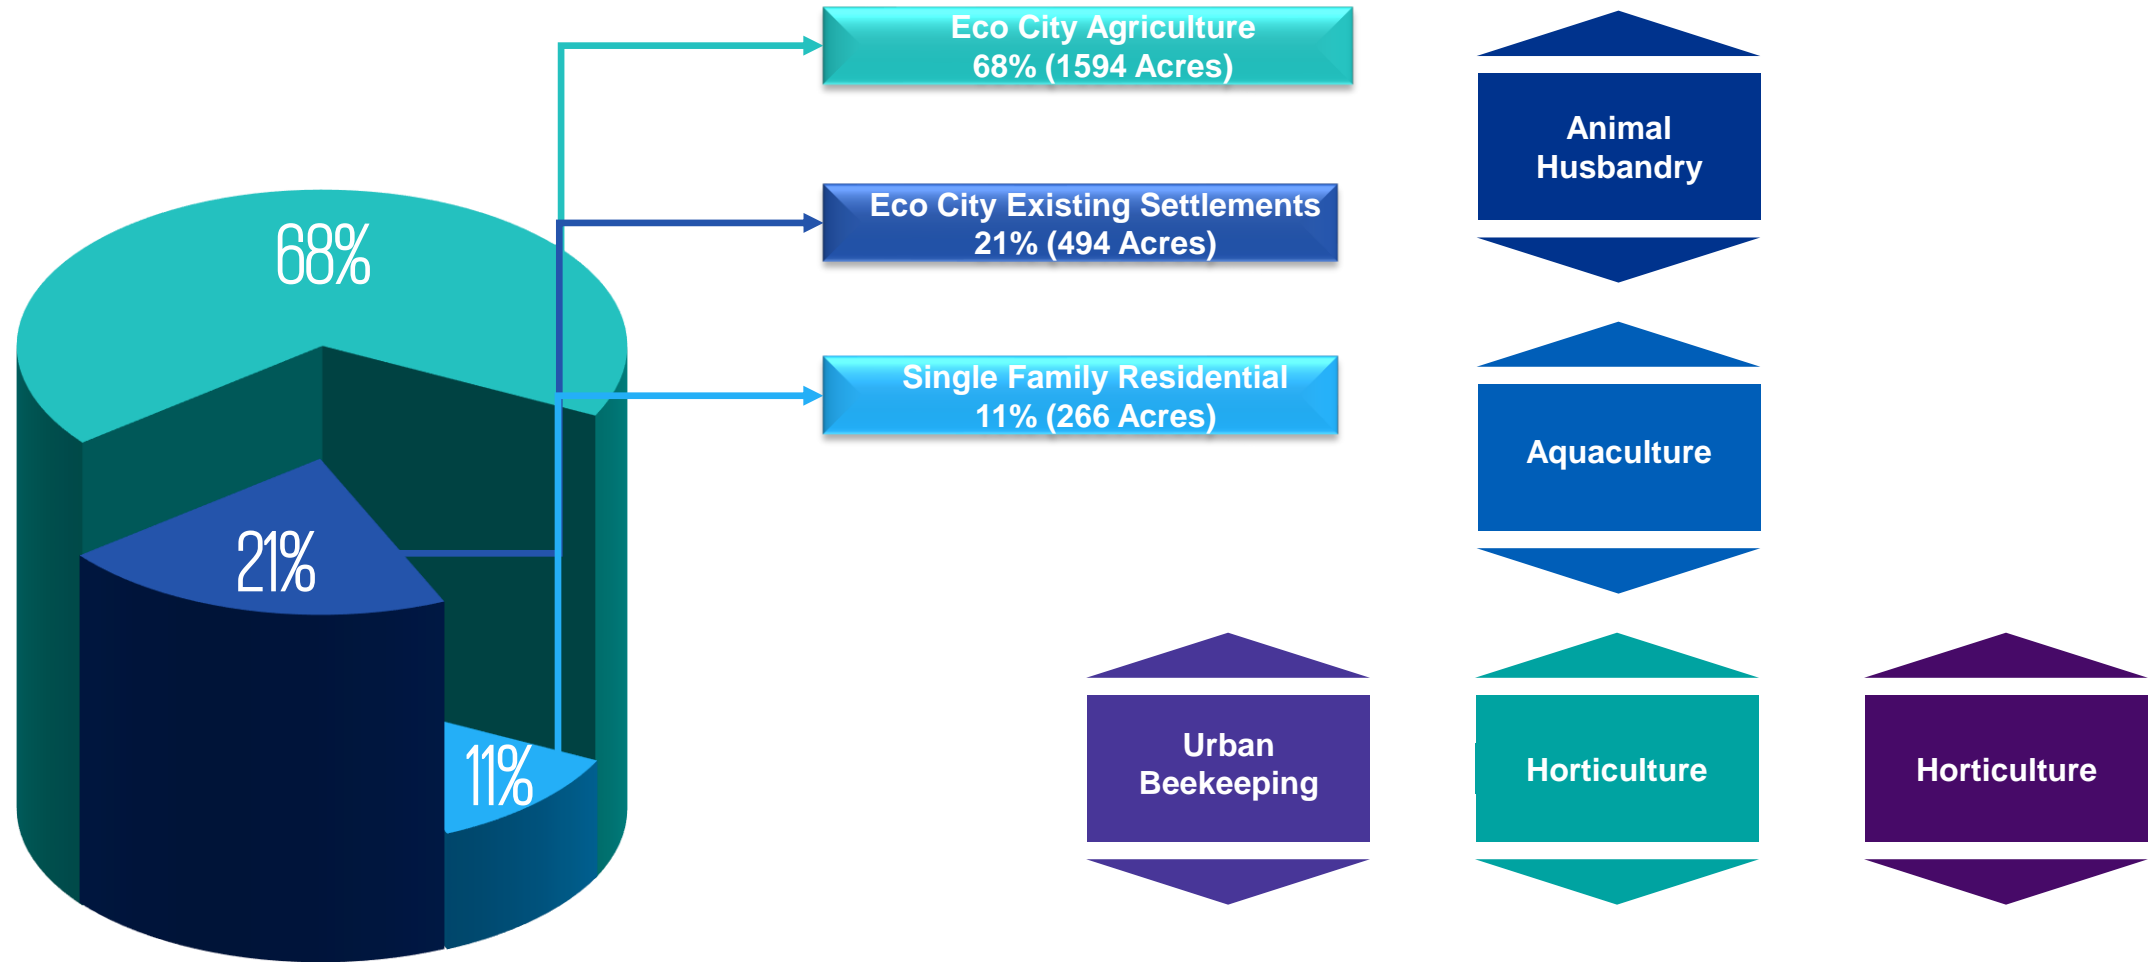 Eco City Agriculture
68% (1594 Acres)
Eco City Existing Settlements
21% (494 Acres)
Single Family Residential
11% (266 Acres)
68%
21%
11%
Animal
Husbandry
Aquaculture
Urban
Beekeeping
Horticulture
Horticulture